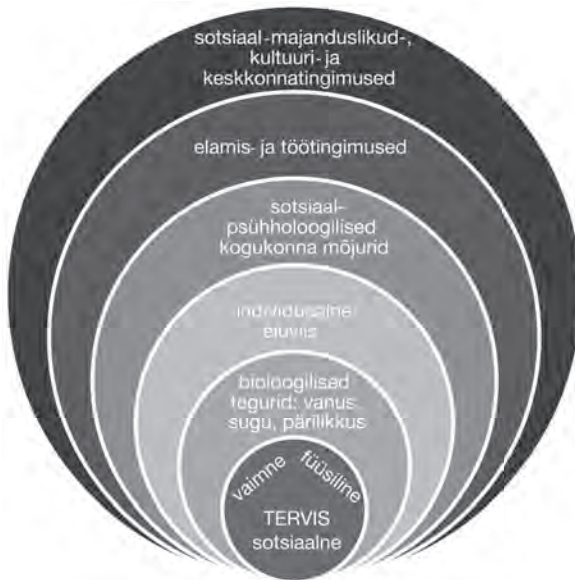 sotsiaal-majanduslikud-,
kultuuri- ja
keskkonnatingimused
elamis- ja töötingimused
sotsiaal-
psühholoogilised
kogukonna mõjurid
individuaalne
eluviis
bioloogilised
tegurid: vanus
sugu, pärilikkus
vaimne füüsiline
TERVIS
sotsiaalne